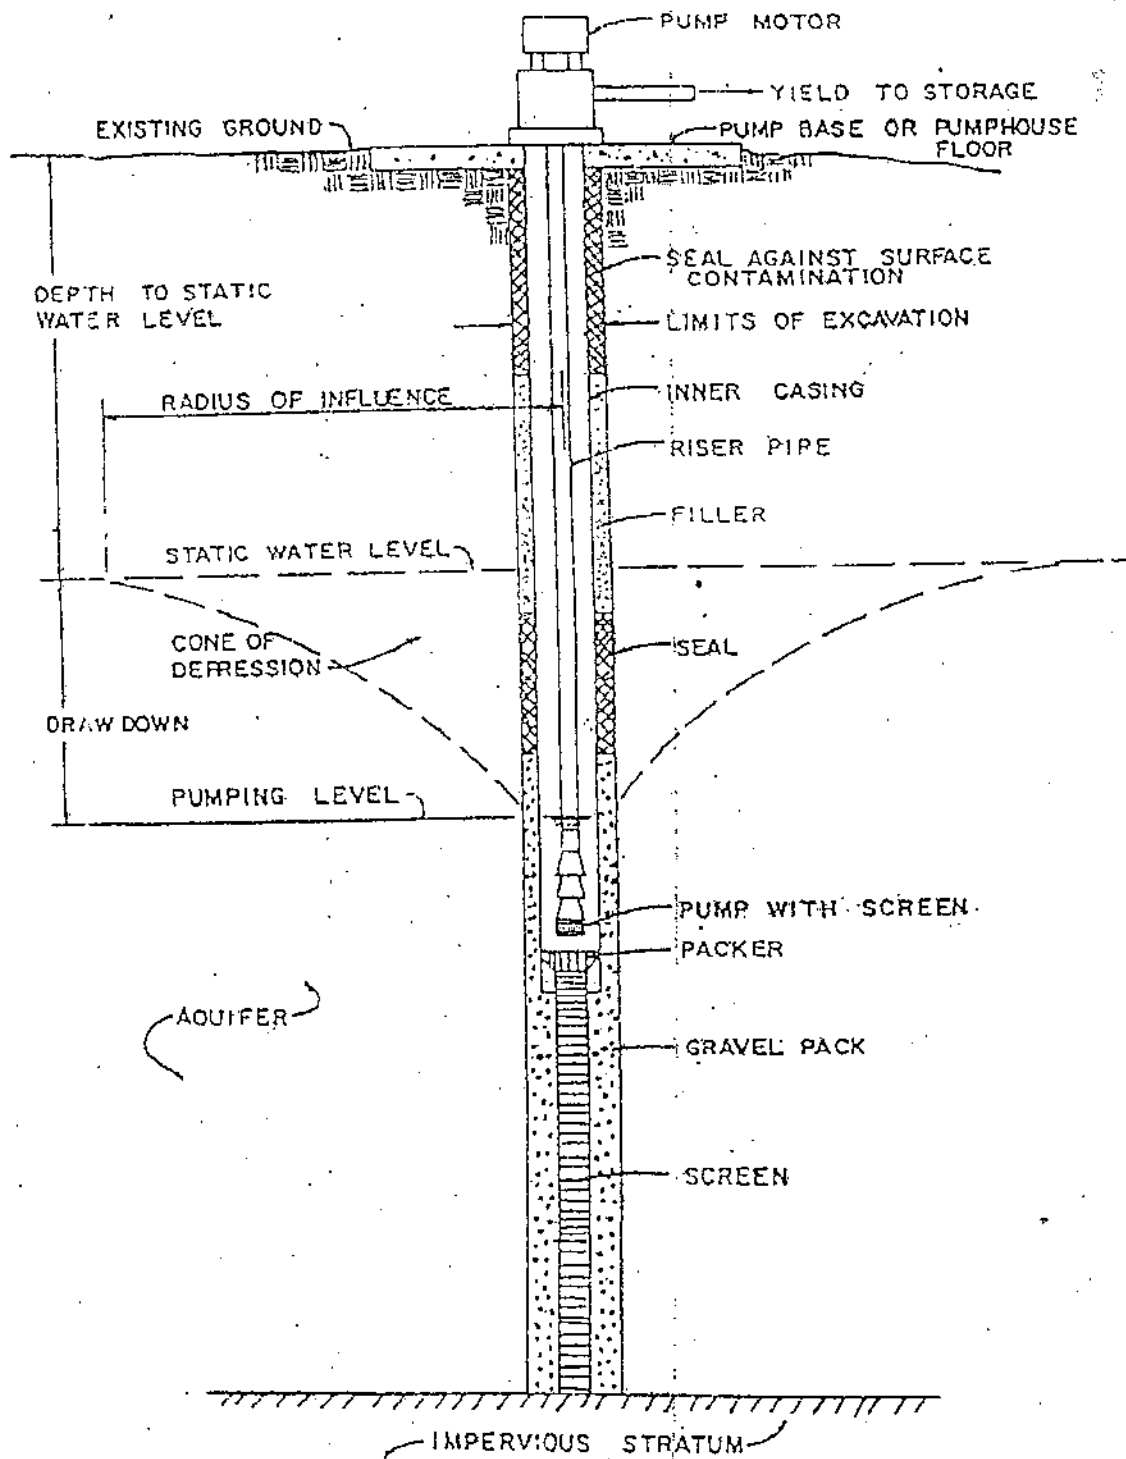 PUMP MOTOR
YIELD TO STORAGE
EXISTING GROUND
PUMP BASE OR PUMPHOUSE
FLOOR
SEAL AGAINST SURFACE
CONTAMINATION
DEPTH TO STATIC
WATER LEVEL
LIMITS OF EXCAVATION
INNER CASING
RADIUS OF INFLUENCE
RISER PIPE
FILLER
STATIC WATER LEVEL
CONE OF
DEPRESSION
SEAL
DRAW DOWN
PUMPING LEVEL
PUMP WITH SCREEN
PACKER
AQUIFER
GRAVEL PACK
SCREEN
IMPERVIOUS STRATUM